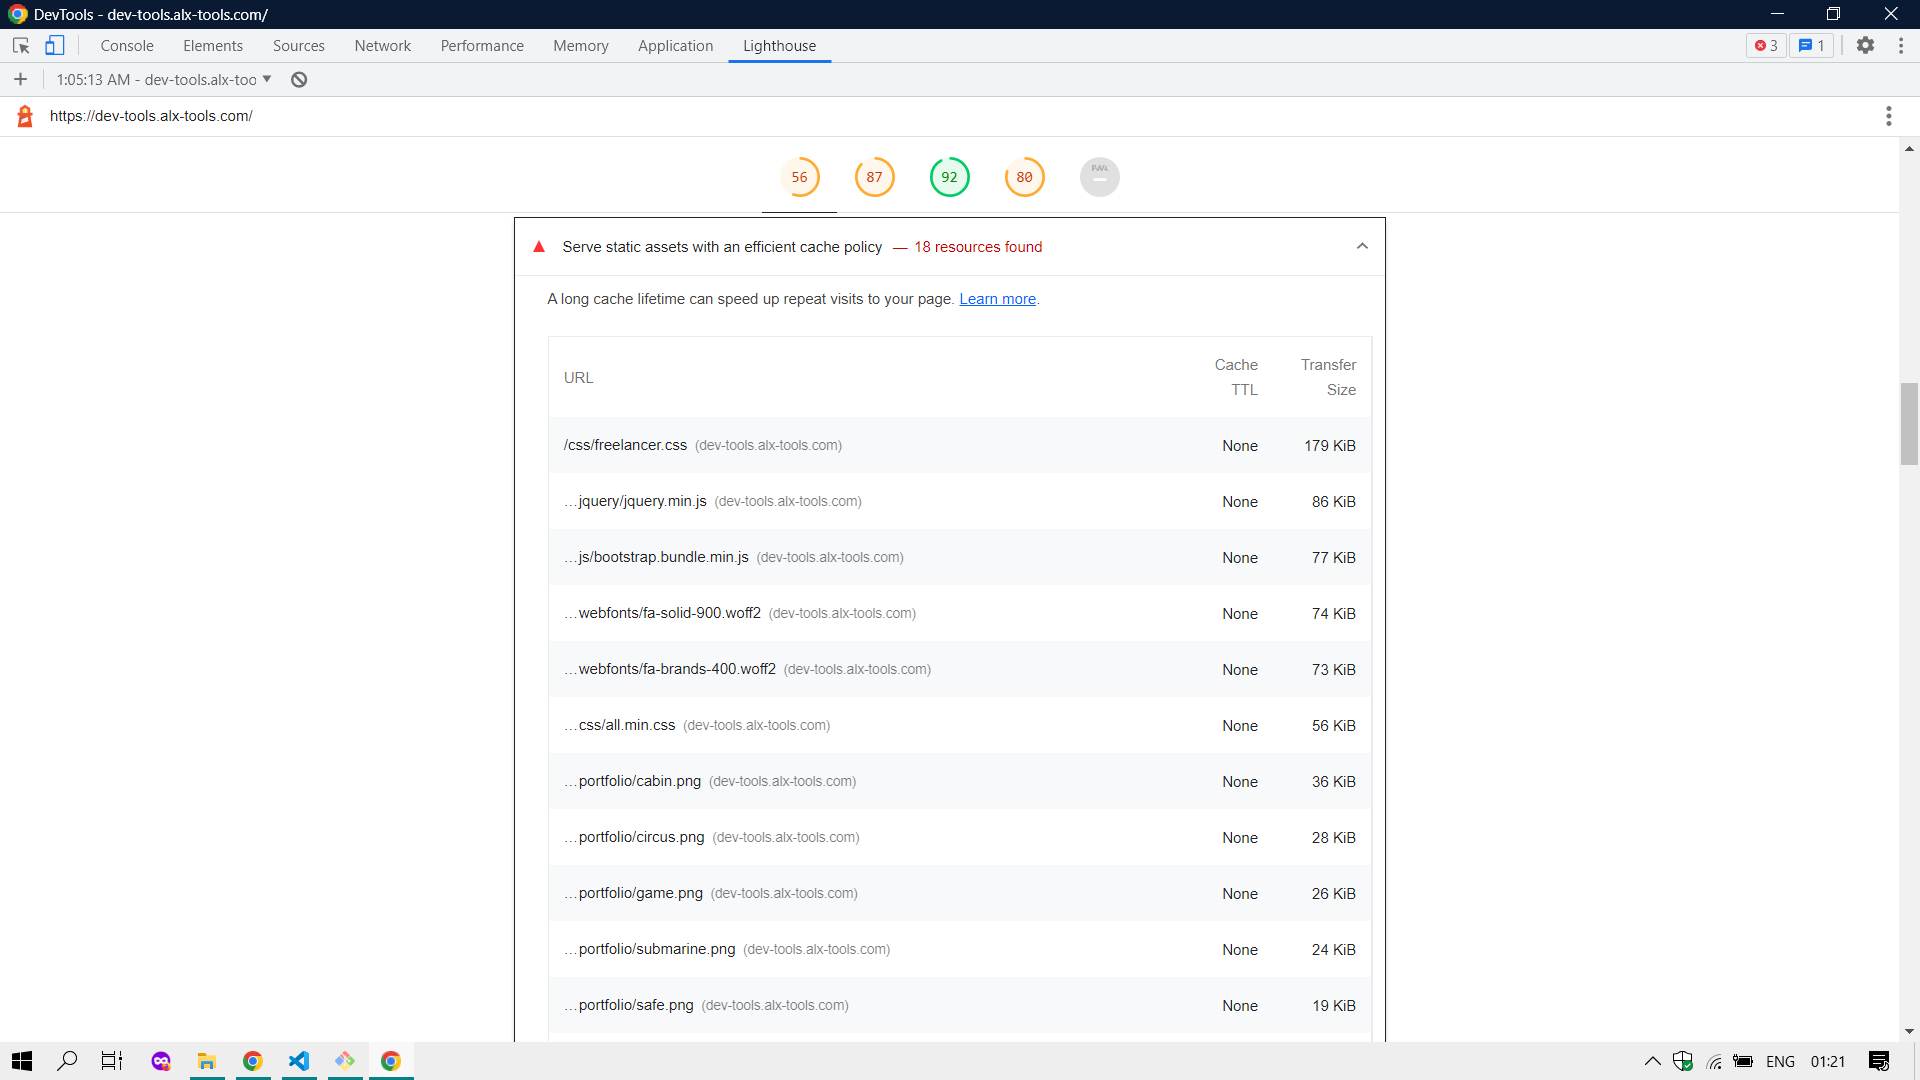 DevTools - dev-tools.alx-tools.com/
Console Elements Sources Network Performance Memory Application Lighthouse 3 1
1:05:13 AM - dev-tools.alx-too
https://dev-tools.alx-tools.com/
56 87 92 80 PWA
Serve static assets with an efficient cache policy — 18 resources found
A long cache lifetime can speed up repeat visits to your page. Learn more.
URL Cache TTL Transfer Size
/css/freelancer.css (dev-tools.alx-tools.com) None 179 KiB
…jquery/jquery.min.js (dev-tools.alx-tools.com) None 86 KiB
…js/bootstrap.bundle.min.js (dev-tools.alx-tools.com) None 77 KiB
…webfonts/fa-solid-900.woff2 (dev-tools.alx-tools.com) None 74 KiB
…webfonts/fa-brands-400.woff2 (dev-tools.alx-tools.com) None 73 KiB
…css/all.min.css (dev-tools.alx-tools.com) None 56 KiB
…portfolio/cabin.png (dev-tools.alx-tools.com) None 36 KiB
…portfolio/circus.png (dev-tools.alx-tools.com) None 28 KiB
…portfolio/game.png (dev-tools.alx-tools.com) None 26 KiB
…portfolio/submarine.png (dev-tools.alx-tools.com) None 24 KiB
…portfolio/safe.png (dev-tools.alx-tools.com) None 19 KiB
ENG 01:21